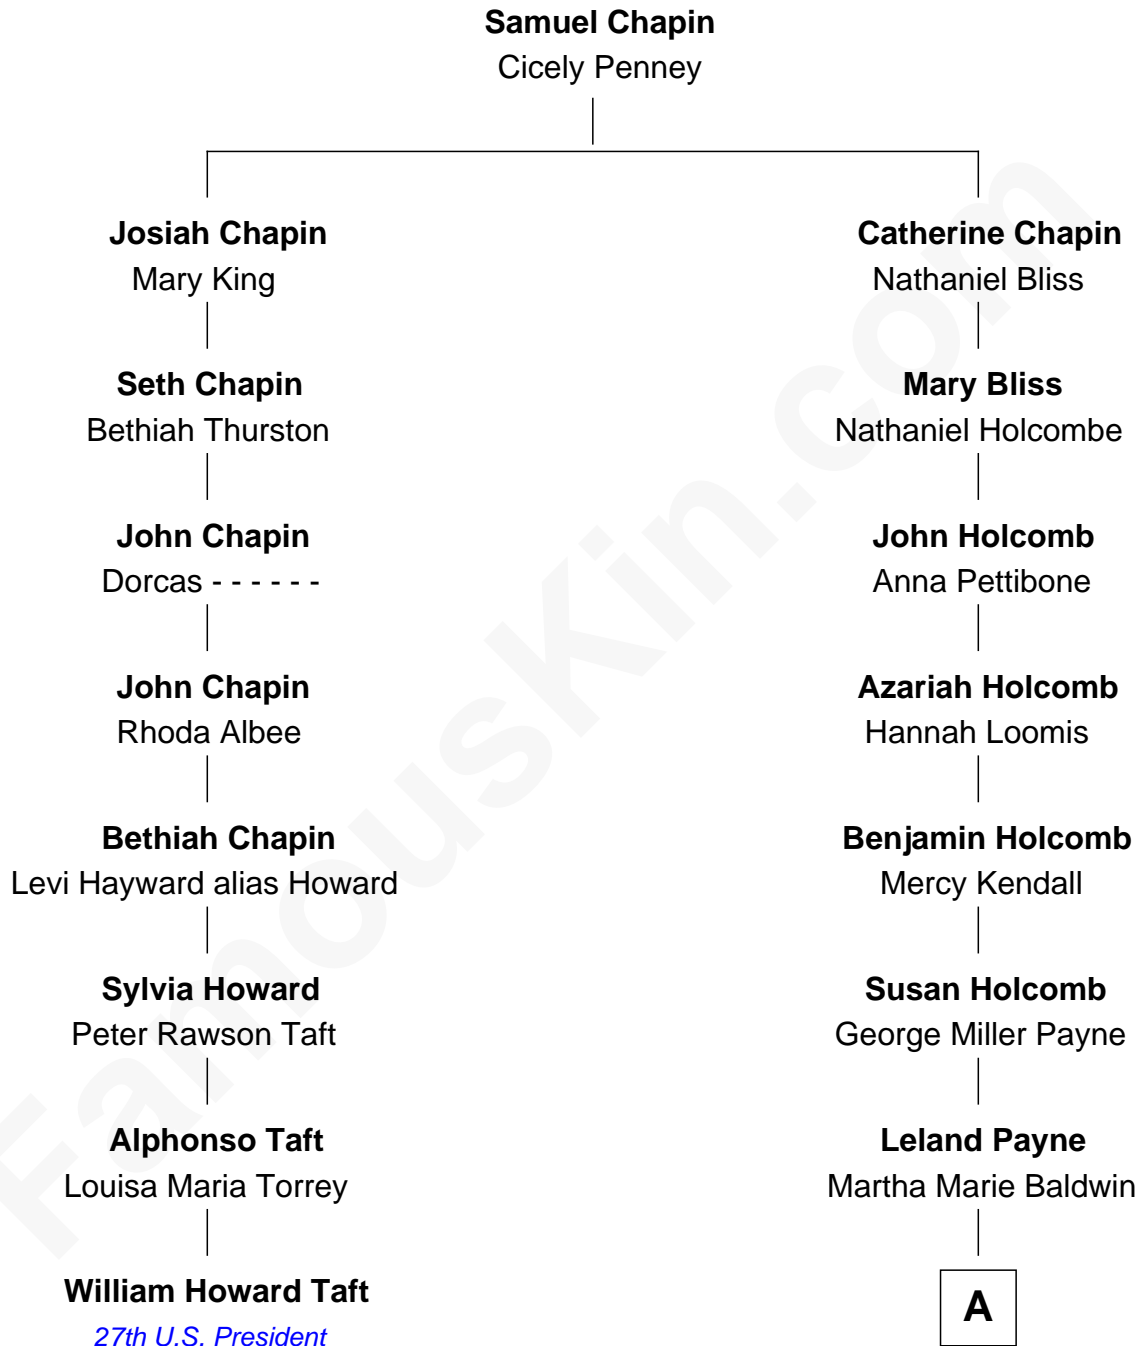 Samuel Chapin
Cicely Penney
Josiah Chapin
Mary King
Catherine Chapin
Nathaniel Bliss
Seth Chapin
Bethiah Thurston
Mary Bliss
Nathaniel Holcombe
John Chapin
Dorcas - - - - - -
John Holcomb
Anna Pettibone
John Chapin
Rhoda Albee
Azariah Holcomb
Hannah Loomis
Bethiah Chapin
Levi Hayward alias Howard
Benjamin Holcomb
Mercy Kendall
Sylvia Howard
Peter Rawson Taft
Susan Holcomb
George Miller Payne
Alphonso Taft
Louisa Maria Torrey
Leland Payne
Martha Marie Baldwin
William Howard Taft
27th U.S. President
A
FamousKin.com